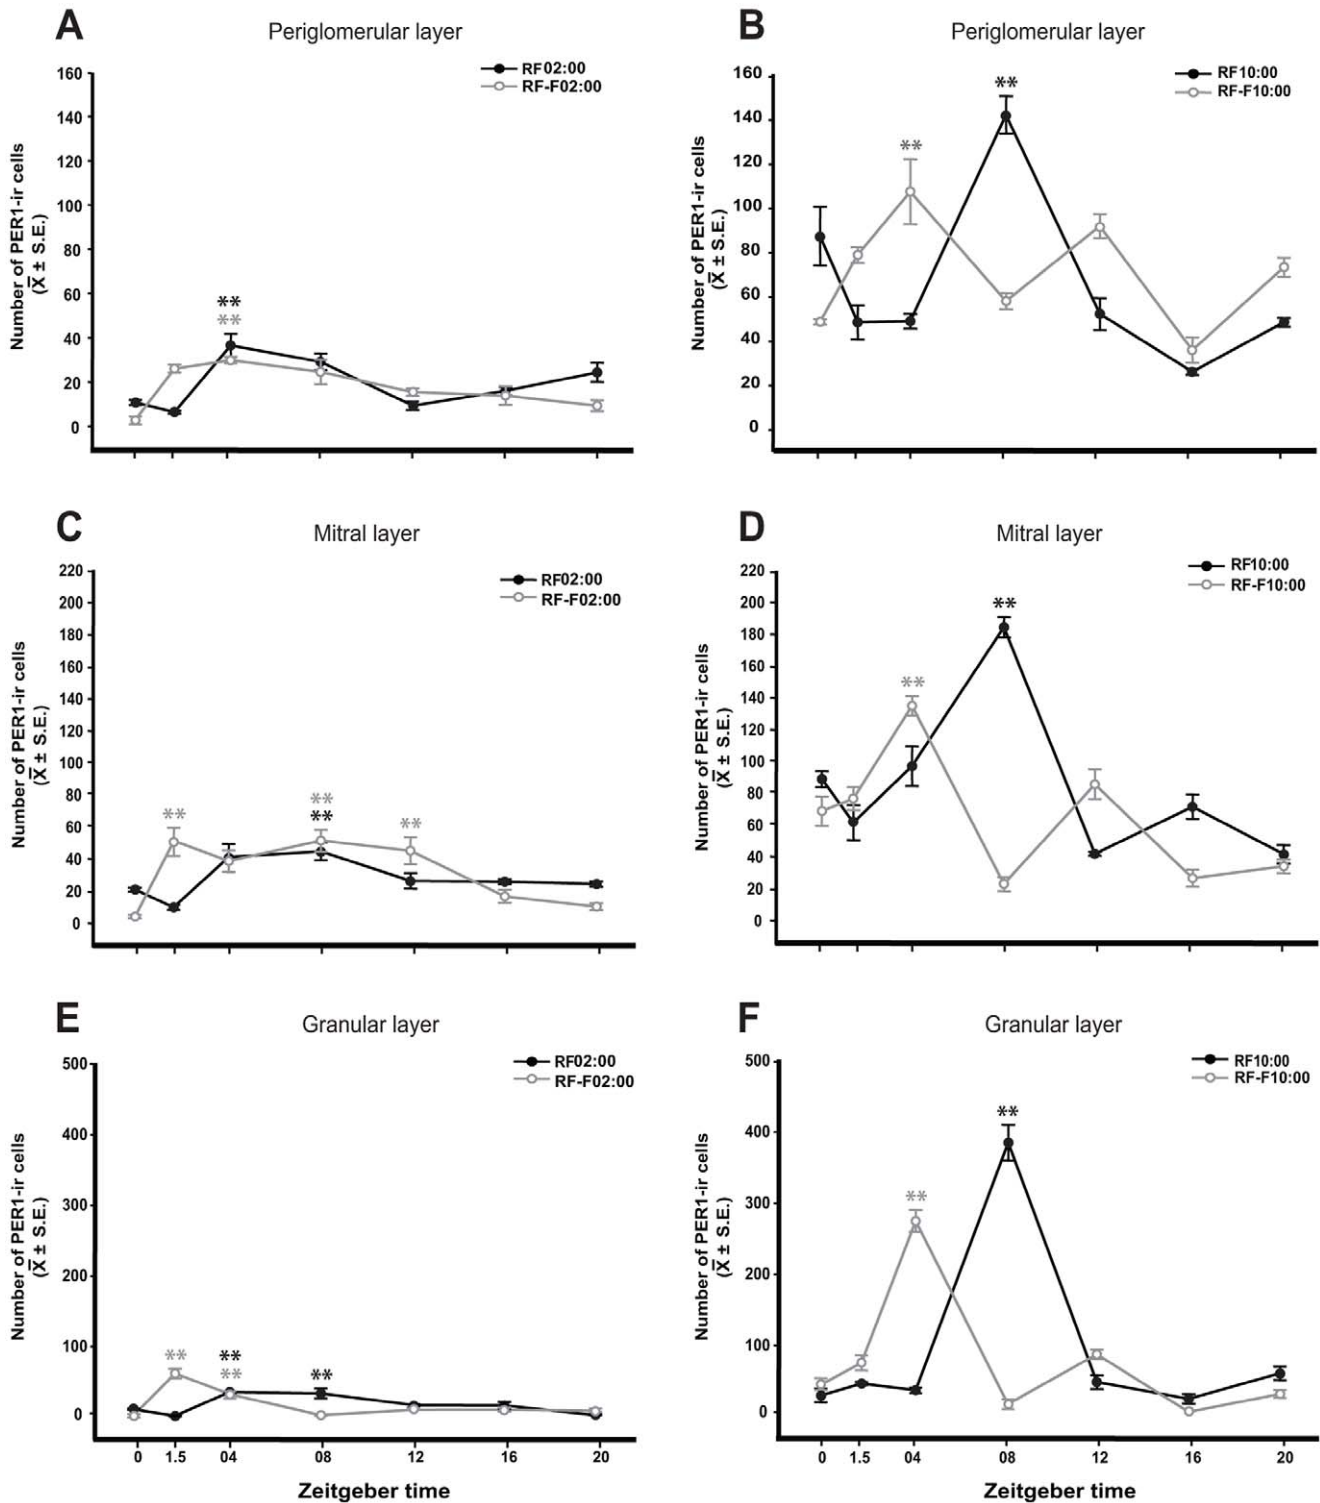 A
Periglomerular layer
RF02:00
RF-F02:00
160
140
120
100
80
60
40
20
0
Number of PER1-ir cells
(X̅ ± S.E.)
**
**
B
Periglomerular layer
RF10:00
RF-F10:00
160
140
120
100
80
60
40
20
0
Number of PER1-ir cells
(X̅ ± S.E.)
**
**
C
Mitral layer
RF02:00
RF-F02:00
220
200
180
160
140
120
100
80
60
40
20
0
Number of PER1-ir cells
(X̅ ± S.E.)
**
**
**
**
D
Mitral layer
RF10:00
RF-F10:00
220
200
180
160
140
120
100
80
60
40
20
0
Number of PER1-ir cells
(X̅ ± S.E.)
**
**
E
Granular layer
RF02:00
RF-F02:00
500
400
300
200
100
0
Number of PER1-ir cells
(X̅ ± S.E.)
**
**
**
**
0 1.5 04 08 12 16 20
Zeitgeber time
F
Granular layer
RF10:00
RF-F10:00
500
400
300
200
100
0
Number of PER1-ir cells
(X̅ ± S.E.)
**
**
0 1.5 04 08 12 16 20
Zeitgeber time